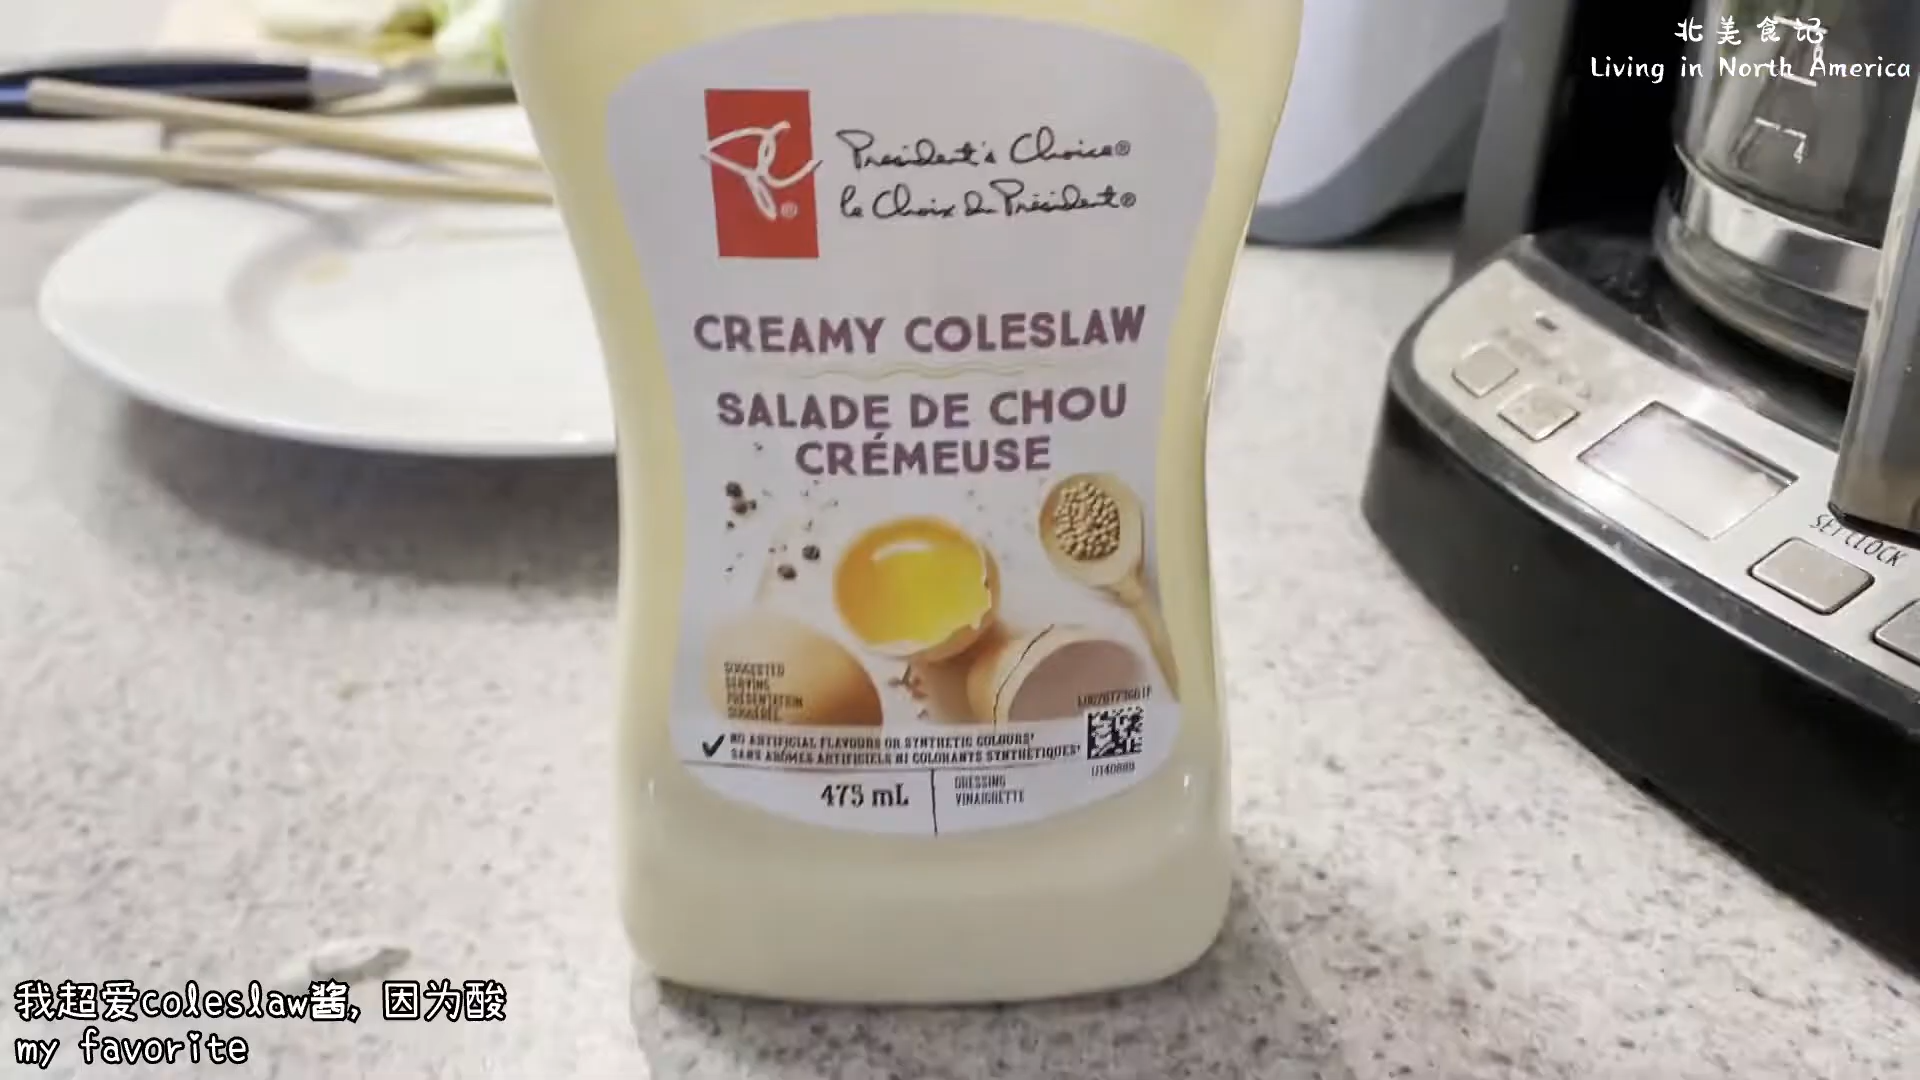 北美食记
Living in North America
President's Choice®
le Choix du Président®
CREAMY COLESLAW
SALADE DE CHOU
CRÉMEUSE
SUGGESTED
SERVING
PRÉSENTATION
SUGGÉRÉE
NO ARTIFICIAL FLAVOURS OR SYNTHETIC COLOURS†
SANS ARÔMES ARTIFICIELS NI COLORANTS SYNTHÉTIQUES†
475 mL
DRESSING
VINAIGRETTE
4
SET CLOCK
我超爱coleslaw酱, 因为酸
my favorite